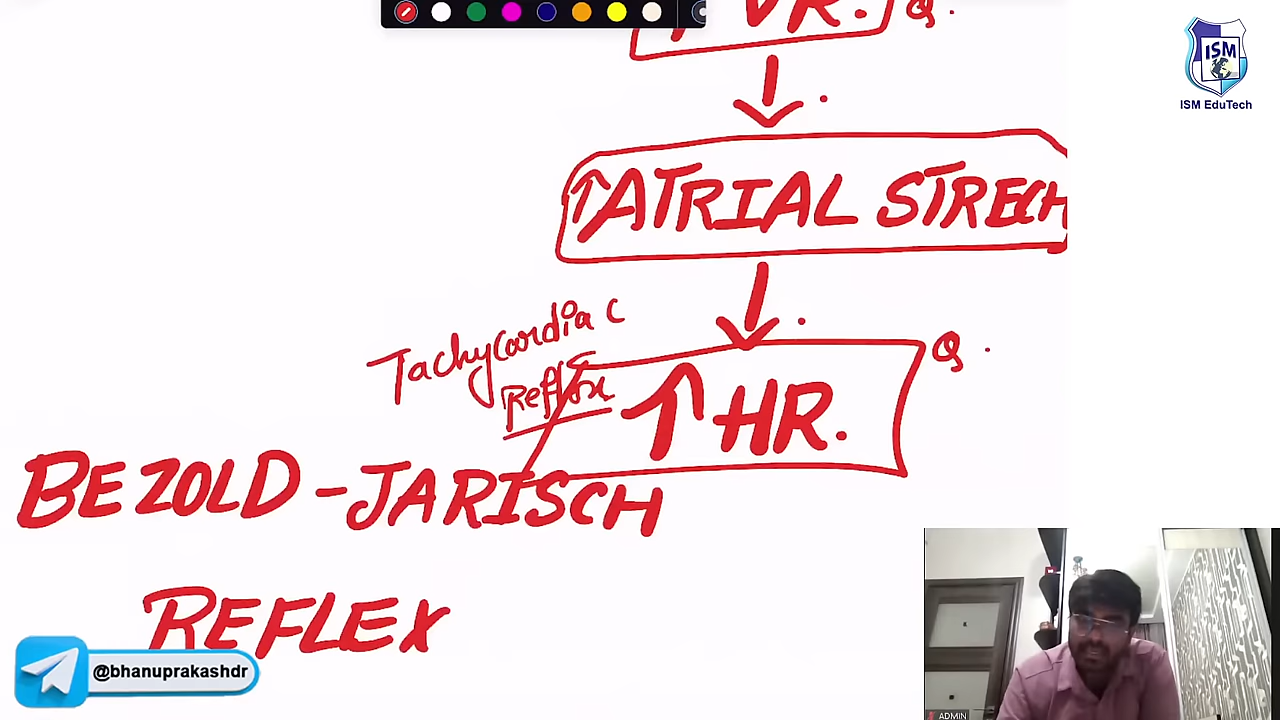 ↑ VR. Q.
ISM
ISM EduTech
↑ATRIAL STRECH
Tachycardiac
Reflex
↑ HR. Q.
BEZOLD-JARISCH
REFLEX
@bhanuprakashdr
ADMIN